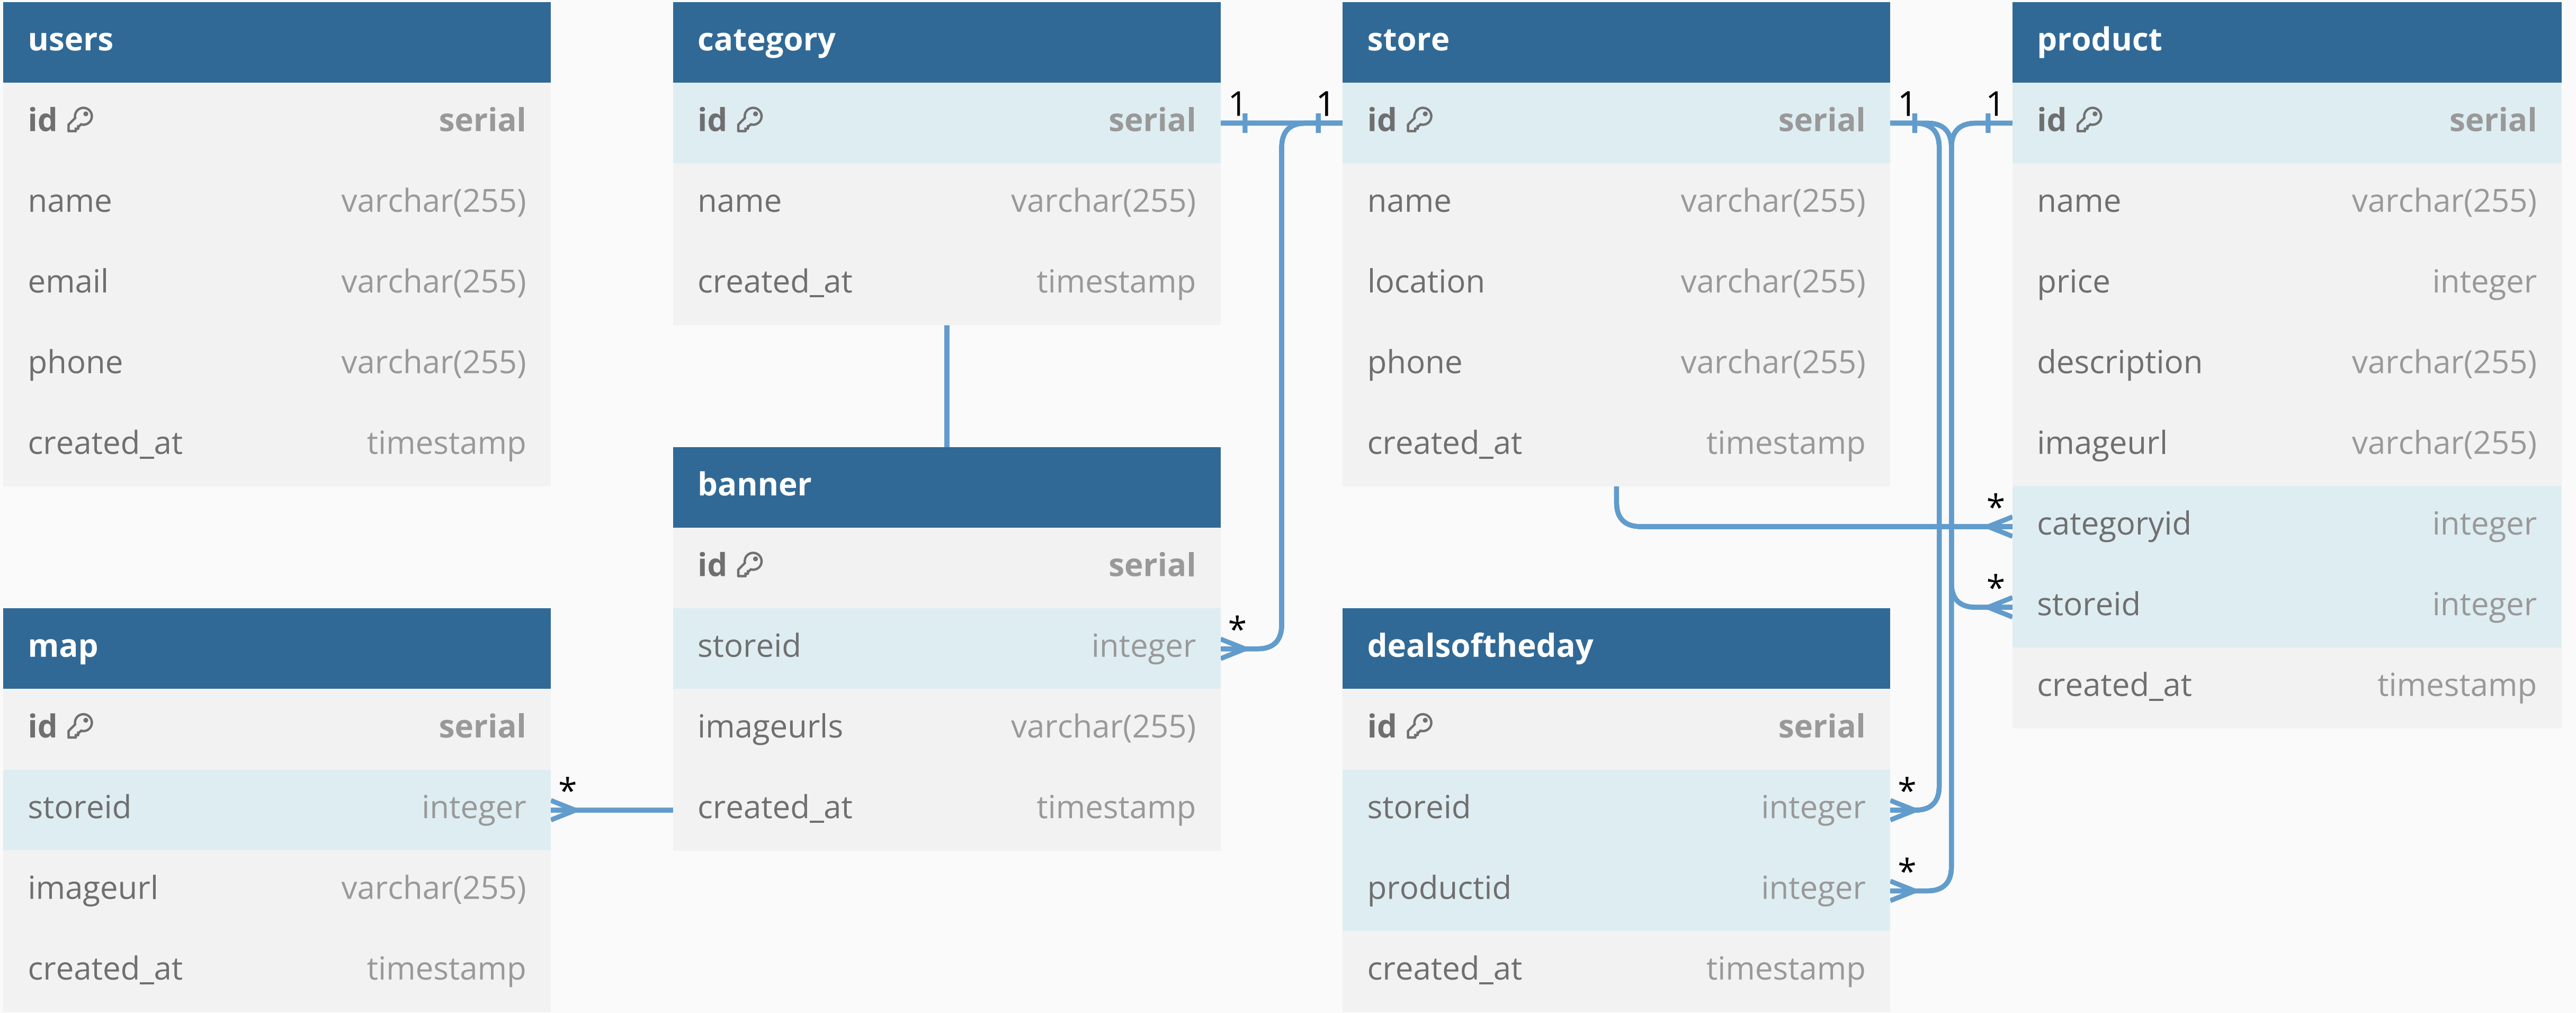 users
id serial
name varchar(255)
email varchar(255)
phone varchar(255)
created_at timestamp
category
id serial
name varchar(255)
created_at timestamp
store
id serial
name varchar(255)
location varchar(255)
phone varchar(255)
created_at timestamp
product
id serial
name varchar(255)
price integer
description varchar(255)
imageurl varchar(255)
categoryid integer
storeid integer
created_at timestamp
banner
id serial
storeid integer
imageurls varchar(255)
created_at timestamp
map
id serial
storeid integer
imageurl varchar(255)
created_at timestamp
dealsoftheday
id serial
storeid integer
productid integer
created_at timestamp
1 1 1 1
*
*
*
*
*
*